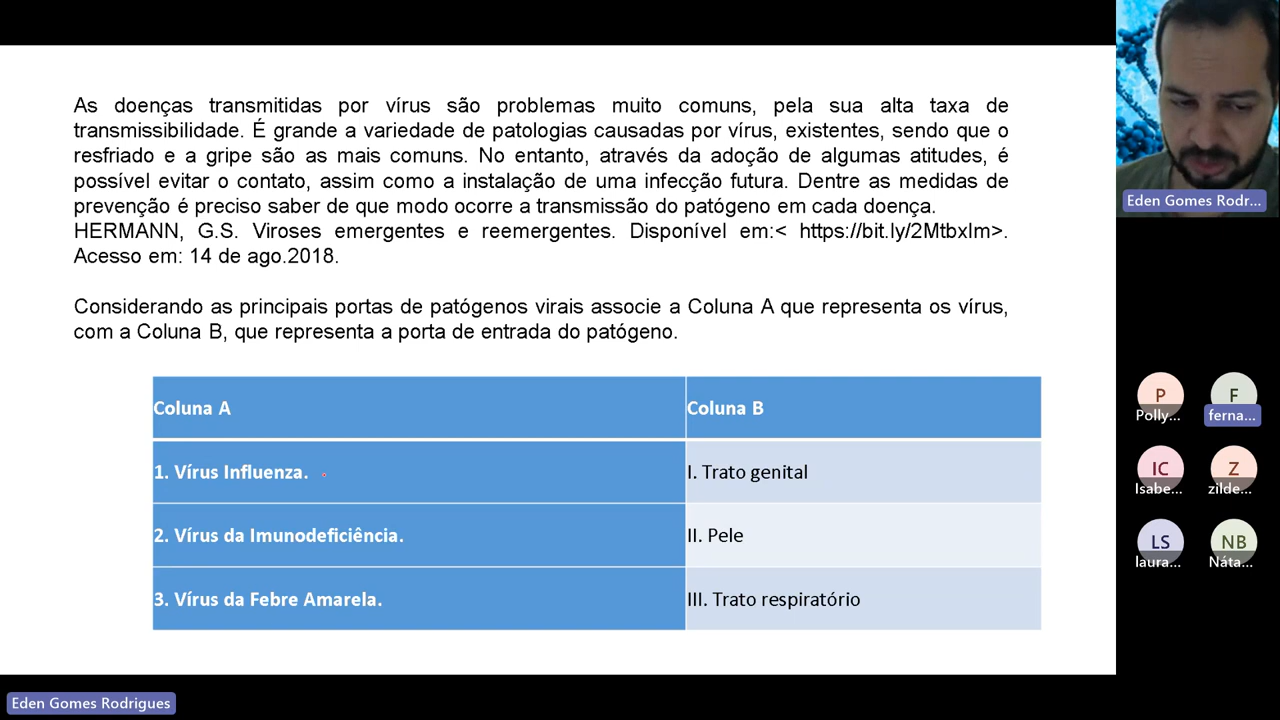 As doenças transmitidas por vírus são problemas muito comuns, pela sua alta taxa de
transmissibilidade. É grande a variedade de patologias causadas por vírus, existentes, sendo que o
resfriado e a gripe são as mais comuns. No entanto, através da adoção de algumas atitudes, é
possível evitar o contato, assim como a instalação de uma infecção futura. Dentre as medidas de
prevenção é preciso saber de que modo ocorre a transmissão do patógeno em cada doença.
HERMANN, G.S. Viroses emergentes e reemergentes. Disponível em:< https://bit.ly/2MtbxIm>.
Acesso em: 14 de ago.2018.
Considerando as principais portas de patógenos virais associe a Coluna A que representa os vírus,
com a Coluna B, que representa a porta de entrada do patógeno.
Coluna A
Coluna B
1. Vírus Influenza.
I. Trato genital
2. Vírus da Imunodeficiência.
II. Pele
3. Vírus da Febre Amarela.
III. Trato respiratório
Eden Gomes Rodr...
P
Polly...
F
ferna...
IC
Isabe...
Z
zilde...
LS
laura...
NB
Náta...
Eden Gomes Rodrigues